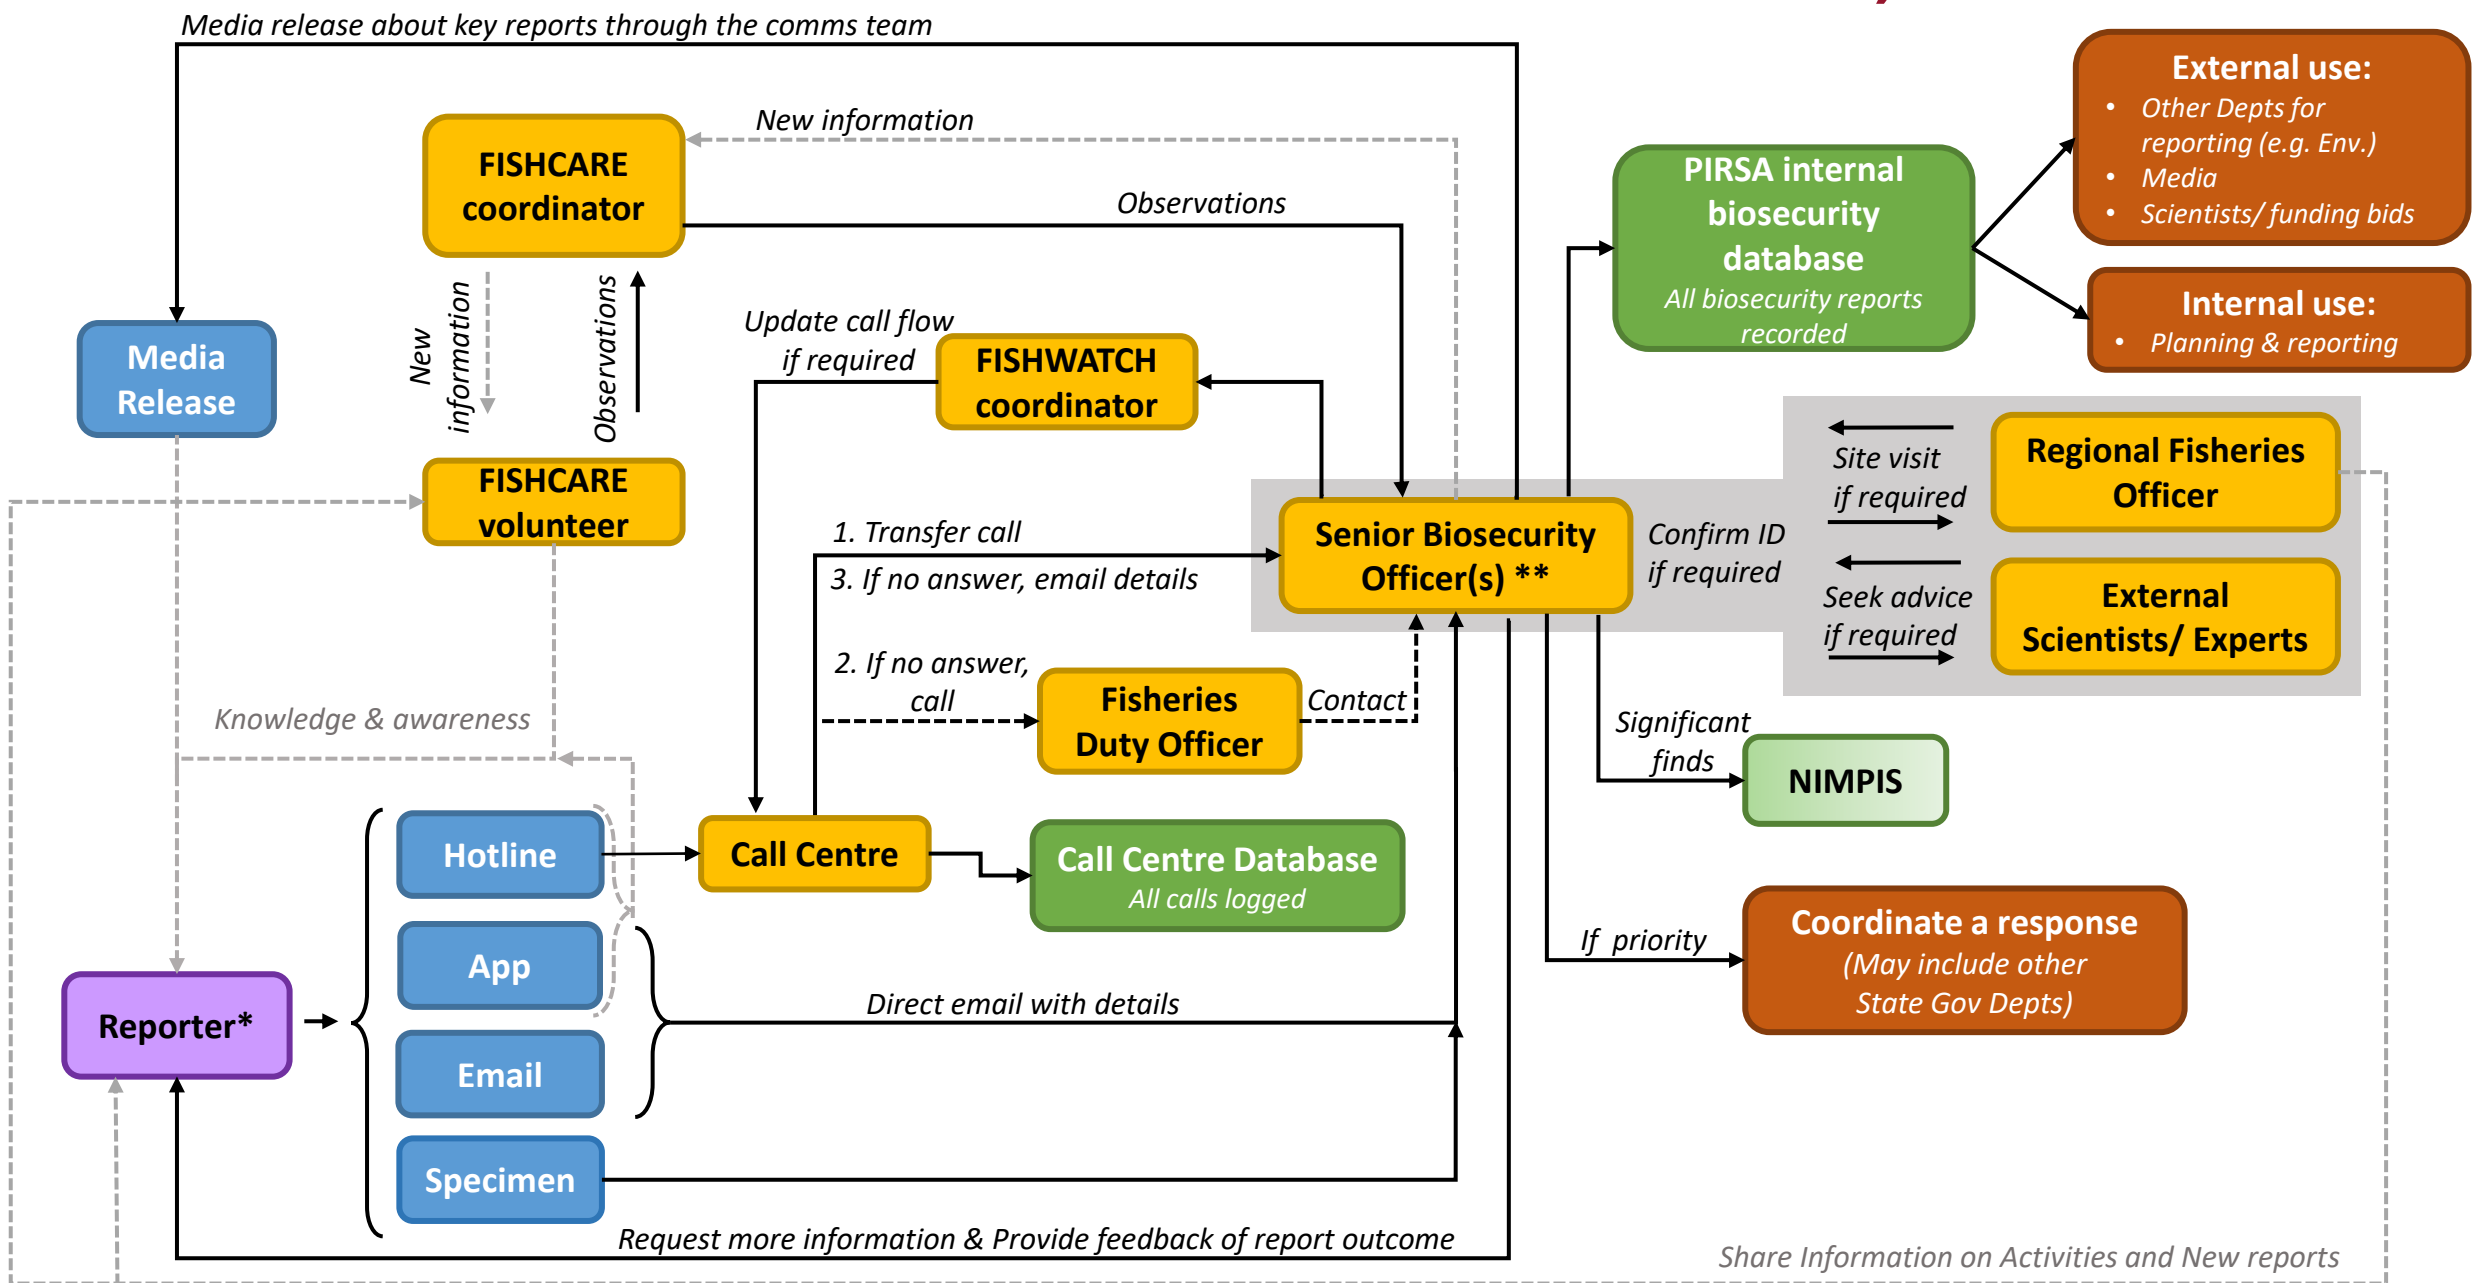 Media release about key reports through the comms team
External use:
• Other Depts for
reporting (e.g. Env.)
• Media
• Scientists/ funding bids
New information
FISHCARE
coordinator
PIRSA internal
biosecurity
database
All biosecurity reports
recorded
Observations
Internal use:
• Planning & reporting
New
information
Observations
Update call flow
if required
FISHWATCH
coordinator
Media
Release
FISHCARE
volunteer
Site visit
if required
Regional Fisheries
Officer
1. Transfer call
3. If no answer, email details
Senior Biosecurity
Officer(s) **
Confirm ID
if required
Seek advice
if required
External
Scientists/ Experts
2. If no answer,
call
Fisheries
Duty Officer
Contact
Knowledge & awareness
Significant
finds
NIMPIS
Hotline
Call Centre
Call Centre Database
All calls logged
App
If priority
Coordinate a response
(May include other
State Gov Depts)
Reporter*
Direct email with details
Email
Specimen
Request more information & Provide feedback of report outcome
Share Information on Activities and New reports